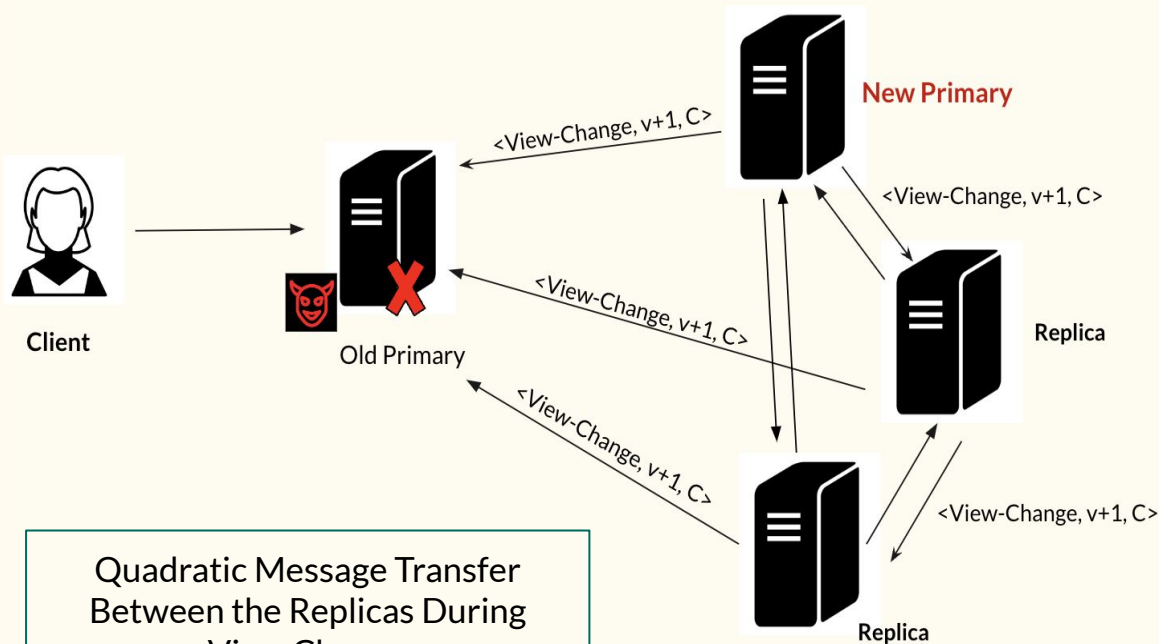 New Primary
<View-Change, v+1, C>
<View-Change, v+1, C>
<View-Change, v+1, C>
Client
Old Primary
Replica
<View-Change, v+1, C>
<View-Change, v+1, C>
Quadratic Message Transfer
Between the Replicas During
Replica